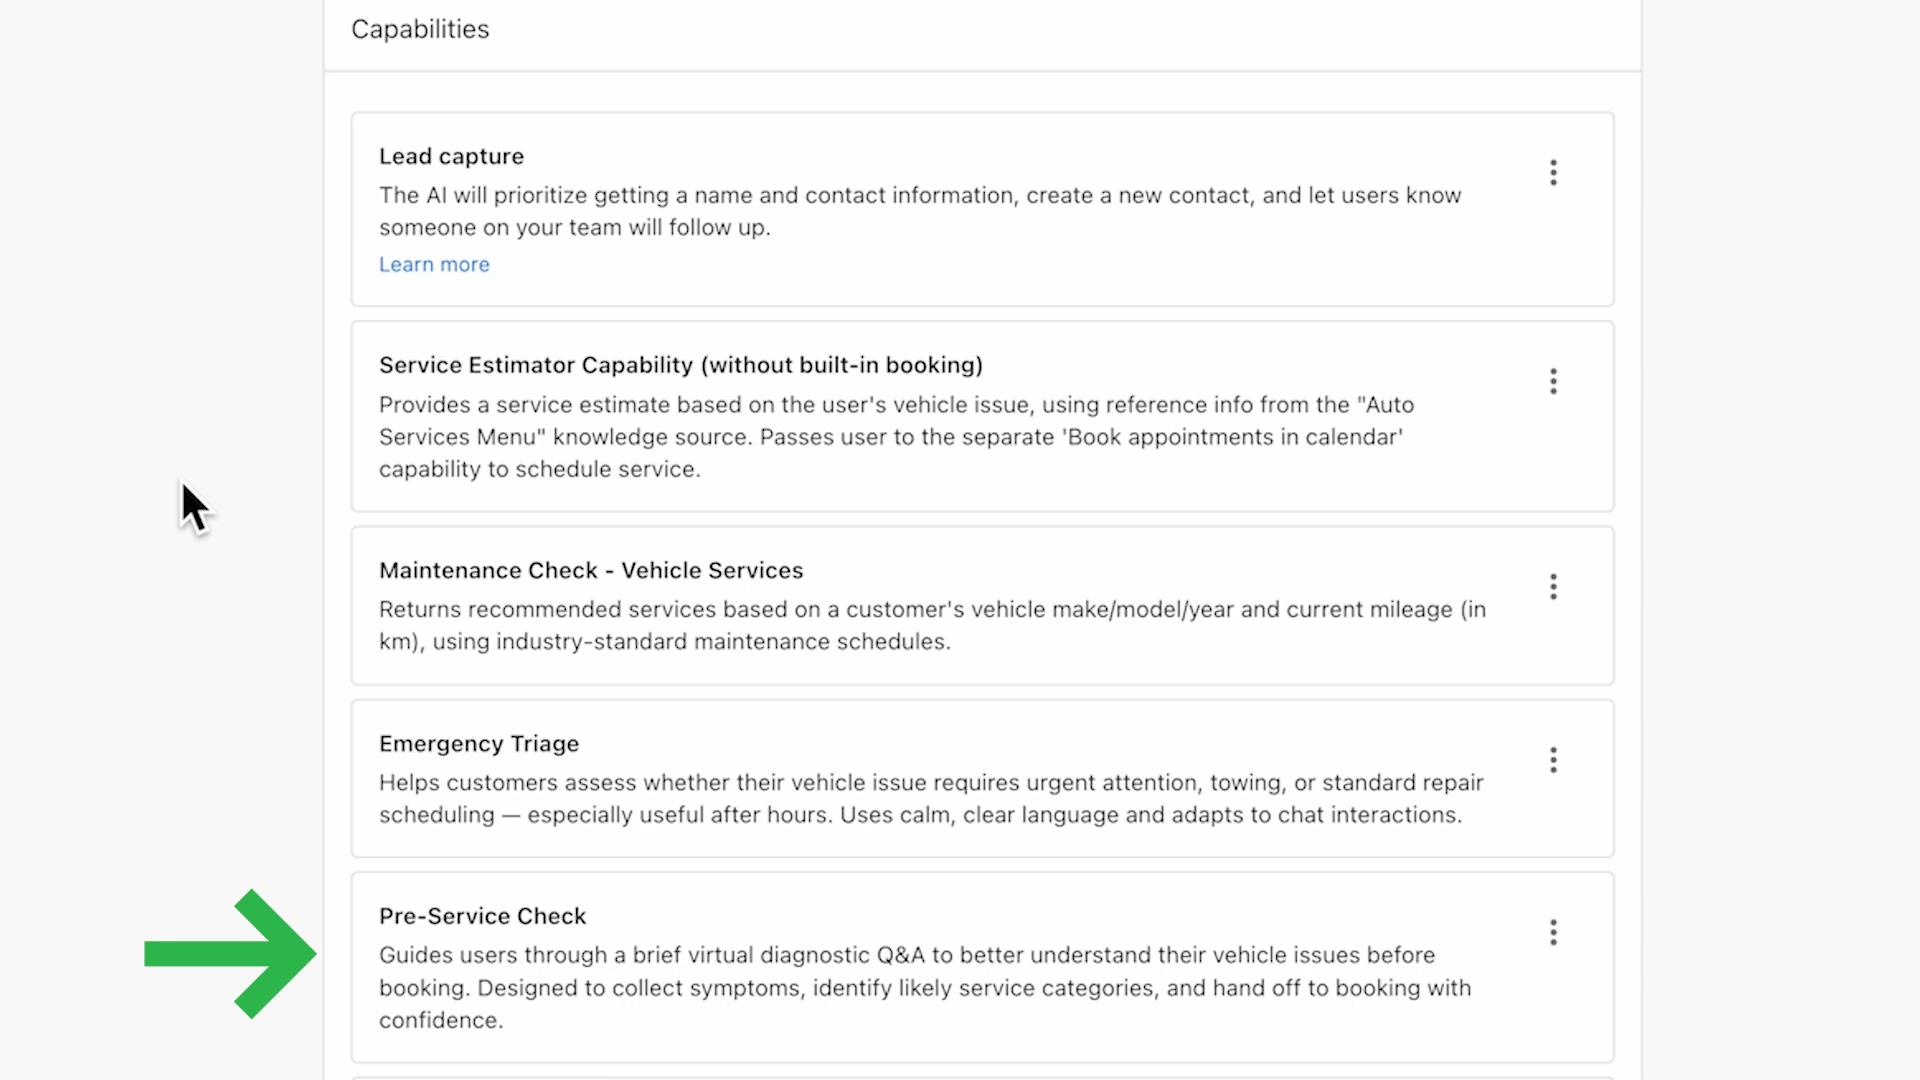 Capabilities
Lead capture
The AI will prioritize getting a name and contact information, create a new contact, and let users know
someone on your team will follow up.
Learn more
Service Estimator Capability (without built-in booking)
Provides a service estimate based on the user's vehicle issue, using reference info from the "Auto
Services Menu" knowledge source. Passes user to the separate 'Book appointments in calendar'
capability to schedule service.
Maintenance Check - Vehicle Services
Returns recommended services based on a customer's vehicle make/model/year and current mileage (in
km), using industry-standard maintenance schedules.
Emergency Triage
Helps customers assess whether their vehicle issue requires urgent attention, towing, or standard repair
scheduling — especially useful after hours. Uses calm, clear language and adapts to chat interactions.
Pre-Service Check
Guides users through a brief virtual diagnostic Q&A to better understand their vehicle issues before
booking. Designed to collect symptoms, identify likely service categories, and hand off to booking with
confidence.